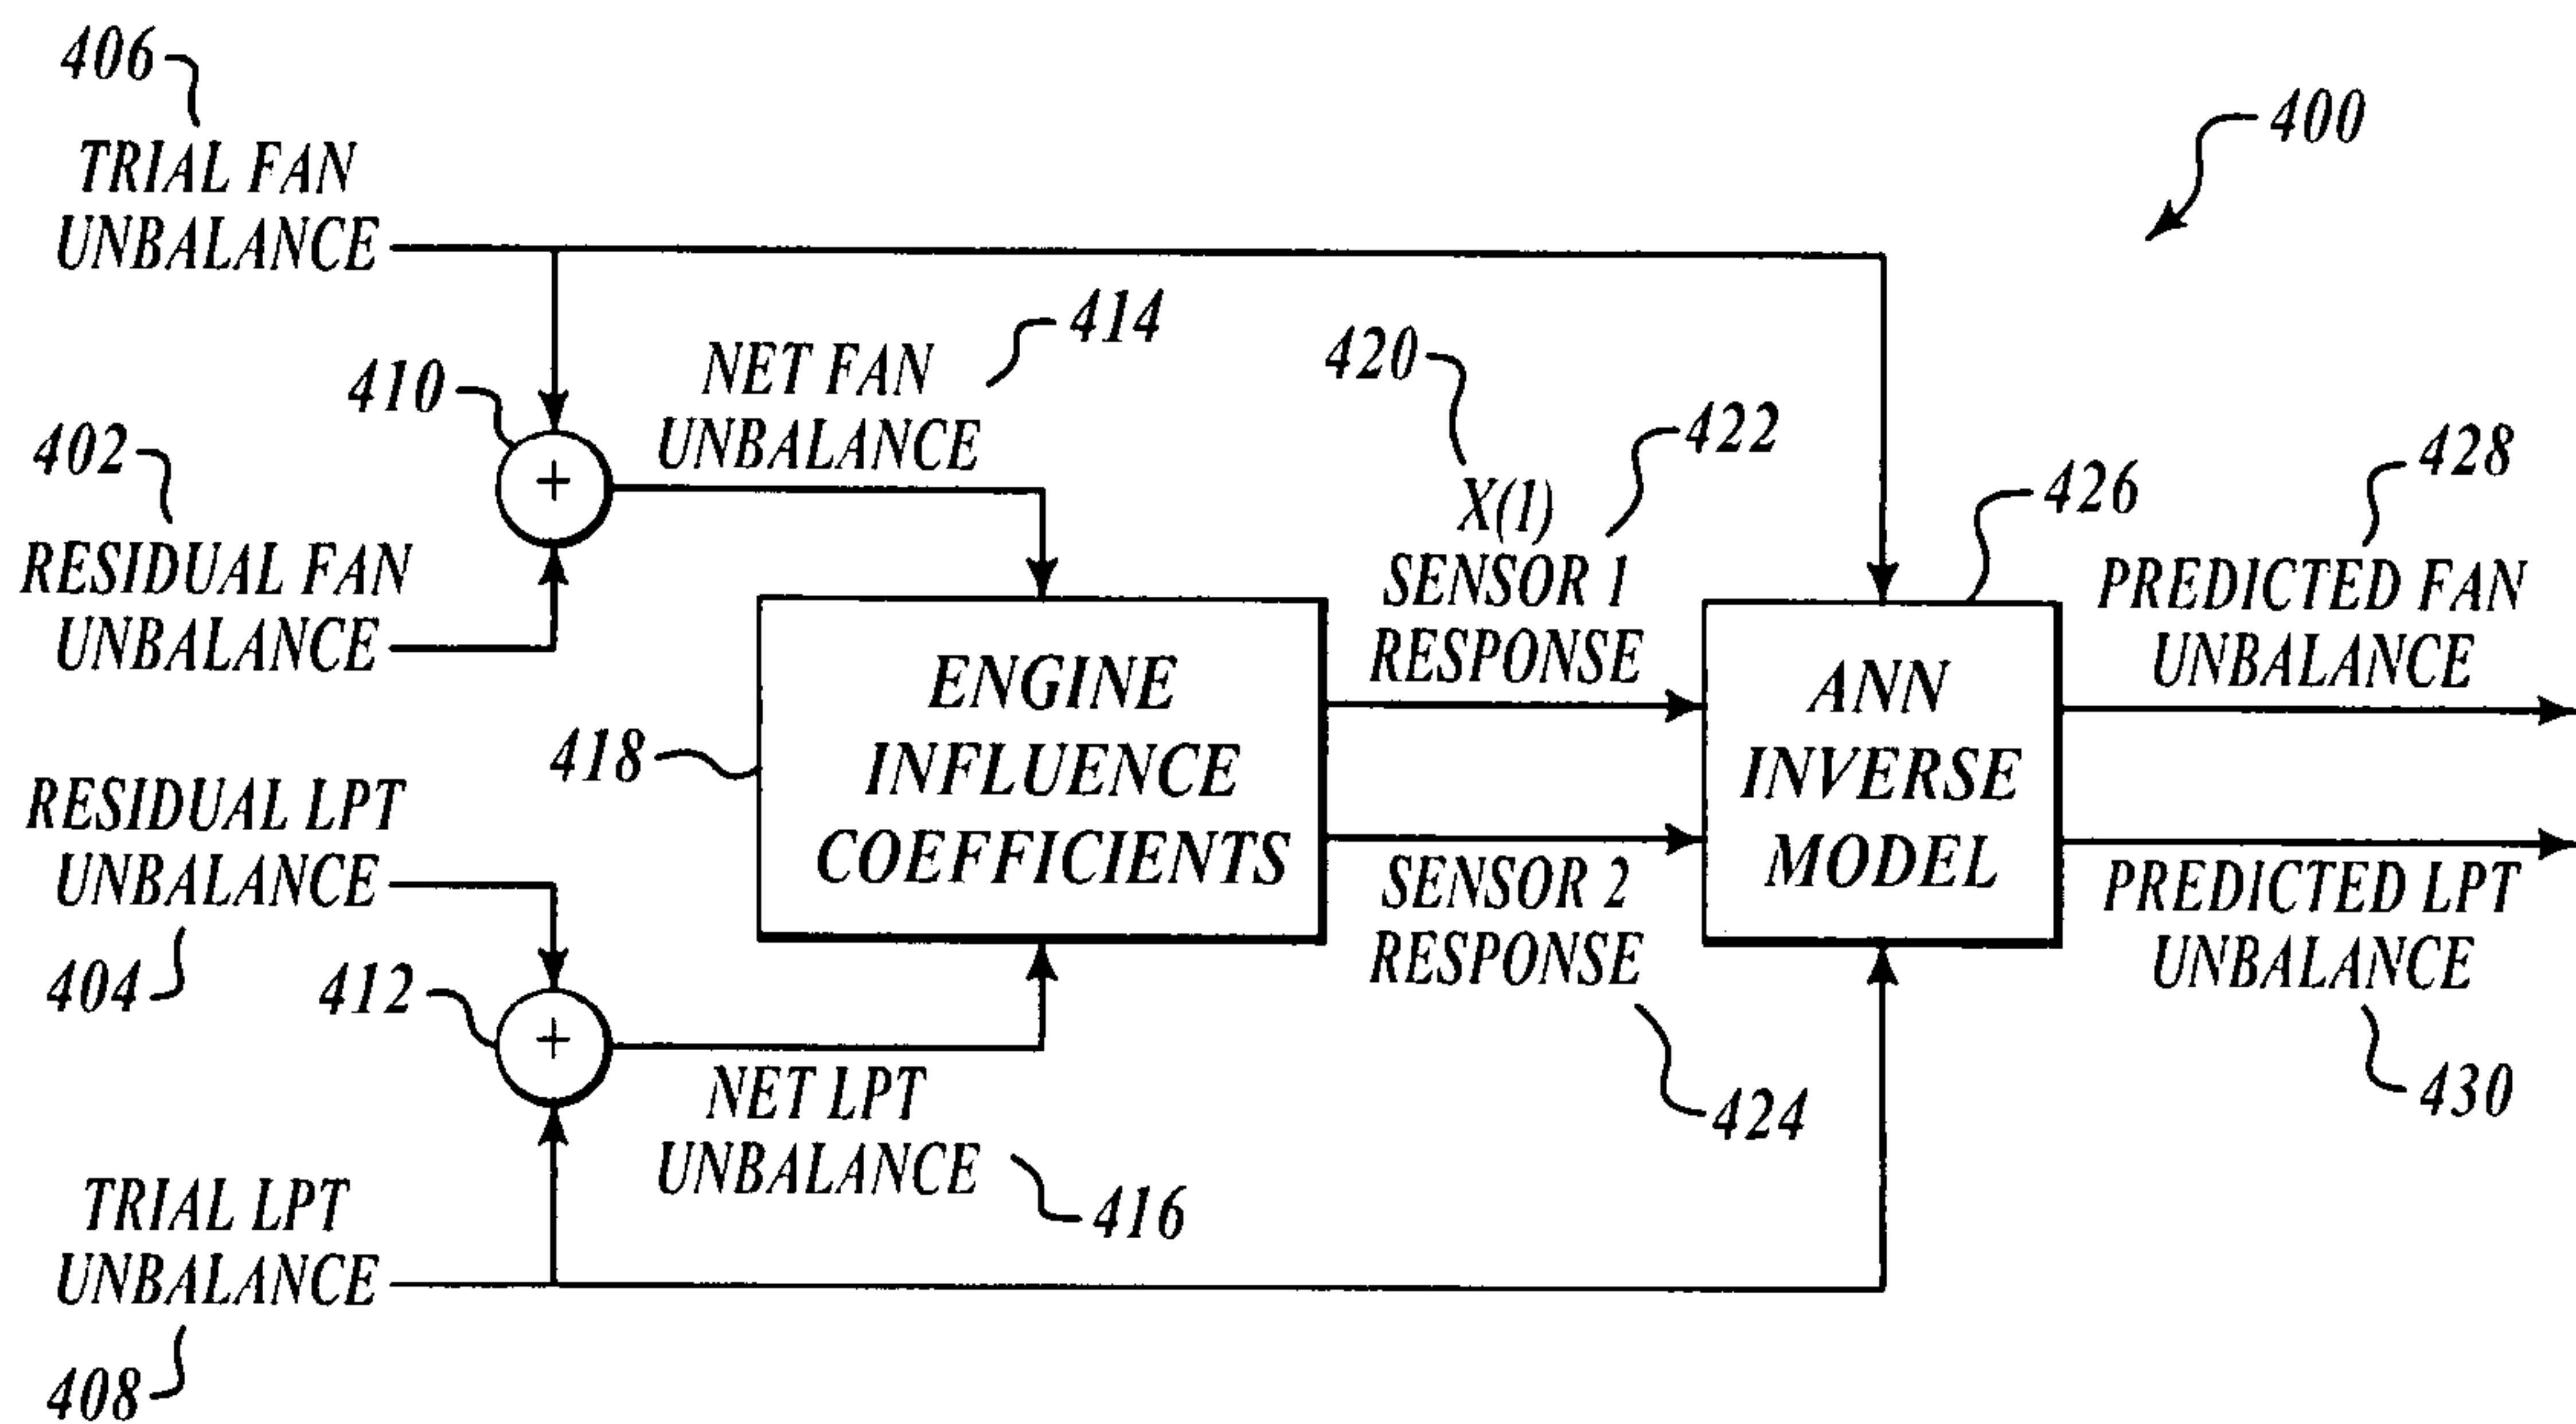 406
TRIAL FAN
UNBALANCE
400
410
NET FAN
UNBALANCE
414
402
RESIDUAL FAN
UNBALANCE
+
420
X(1)
422
SENSOR 1
RESPONSE
426
428
PREDICTED FAN
UNBALANCE
418
ENGINE
INFLUENCE
COEFFICIENTS
ANN
INVERSE
MODEL
RESIDUAL LPT
UNBALANCE
404
412
+
SENSOR 2
RESPONSE
424
PREDICTED LPT
UNBALANCE
430
NET LPT
UNBALANCE
416
TRIAL LPT
UNBALANCE
408